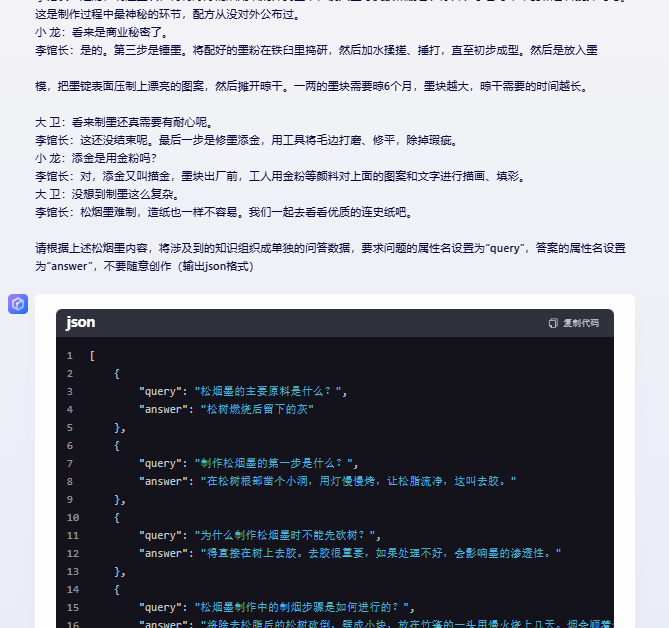 这是制作过程中最神秘的环节，配方从没对外公布过。
小 龙：看来是商业秘密了。
李馆长：是的。第三步是锤墨。将配好的墨粉在铁臼里捣研，然后加水揉搓、捶打，直至初步成型。然后是放入墨
模，把墨锭表面压制上漂亮的图案，然后摊开晾干。一两的墨块需要晾6个月，墨块越大，晾干需要的时间越长。
大 卫：看来制墨还真需要有耐心呢。
李馆长：这还没结束呢。最后一步是修墨添金，用工具将毛边打磨、修平，除掉瑕疵。
小 龙：添金是用金粉吗？
李馆长：对，添金又叫描金，墨块出厂前，工人用金粉等颜料对上面的图案和文字进行描画、填彩。
大 卫：没想到制墨这么复杂。
李馆长：松烟墨难制，造纸也一样不容易。我们一起去看看优质的连史纸吧。
请根据上述松烟墨内容，将涉及到的知识组织成单独的问答数据，要求问题的属性名设置为“query”，答案的属性名设置
为“answer”，不要随意创作（输出json格式）
json 复制代码
1 [
2 {
3 "query": "松烟墨的主要原料是什么？",
4 "answer": "松树燃烧后留下的灰"
5 },
6 {
7 "query": "制作松烟墨的第一步是什么？",
8 "answer": "在松树根部凿个小洞，用灯慢慢烤，让松脂流净，这叫去胶。"
9 },
10 {
11 "query": "为什么制作松烟墨时不能先砍树？",
12 "answer": "得直接在树上去胶。去胶很重要，如果处理不好，会影响墨的渗透性。"
13 },
14 {
15 "query": "松烟墨制作中的制烟步骤是如何进行的？",
16 "answer": "将除去松脂后的松树砍倒，劈成小块，放在竹篷的一头用慢火烧上几天。烟会顺着